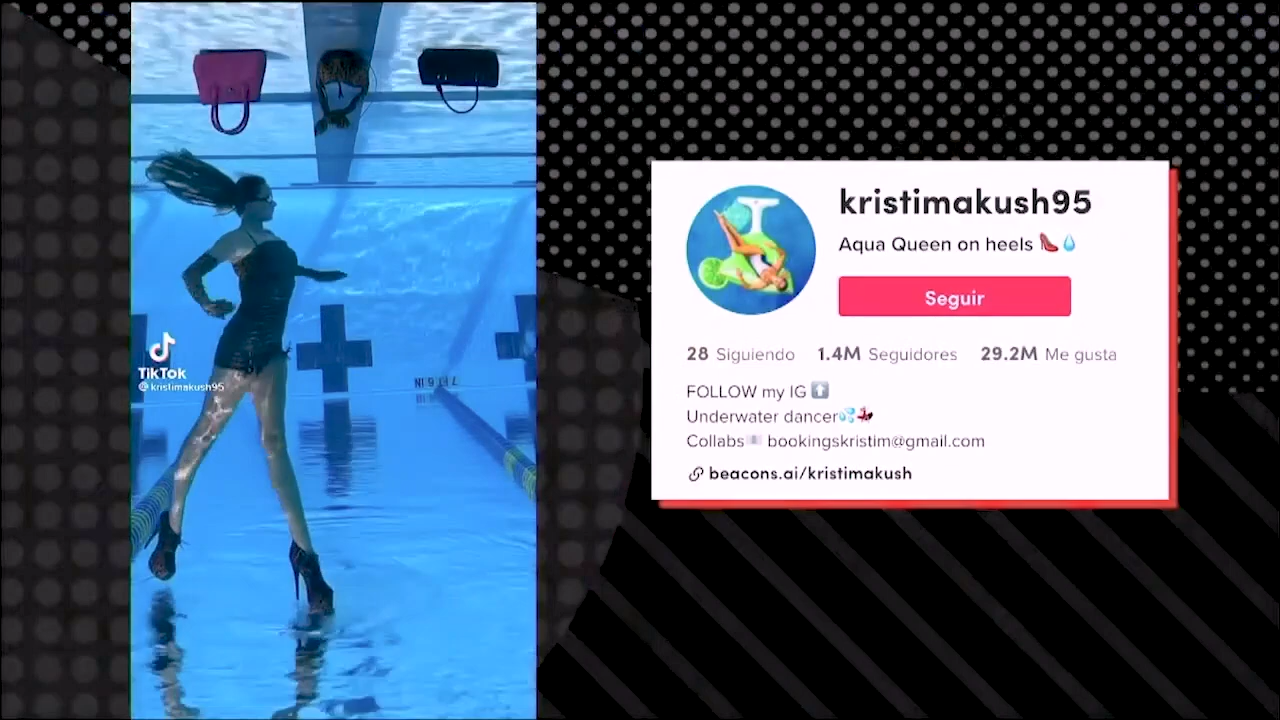 TikTok
@kristimakush95
kristimakush95
Aqua Queen on heels 👠💧
Seguir
28 Siguiendo 1.4M Seguidores 29.2M Me gusta
FOLLOW my IG ⬆️
Underwater dancer💦💃
Collabs📧 bookingskristim@gmail.com
beacons.ai/kristimakush